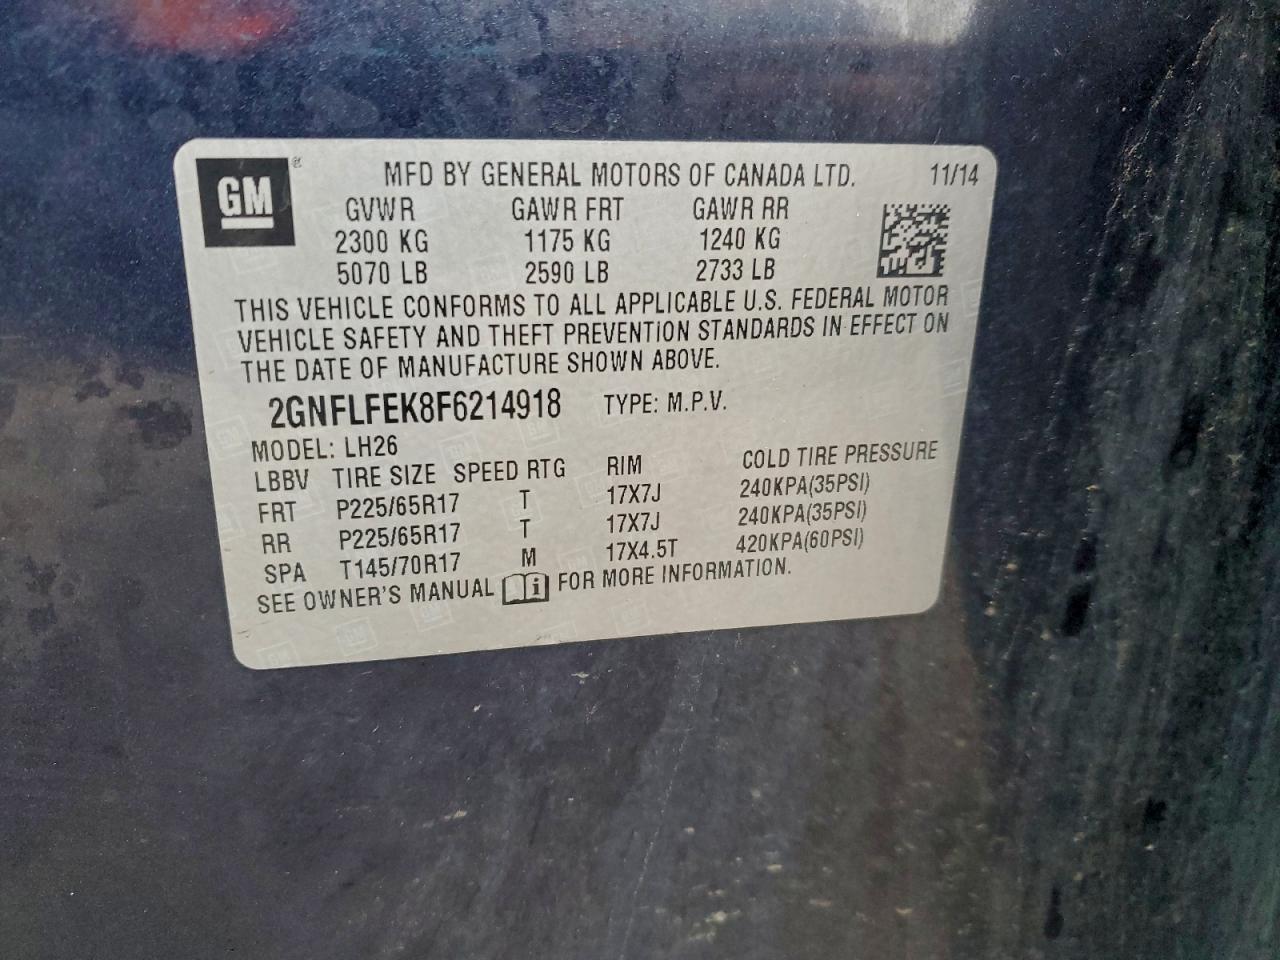 GM ® MFD BY GENERAL MOTORS OF CANADA LTD. 11/14
GVWR GAWR FRT GAWR RR
2300 KG 1175 KG 1240 KG
5070 LB 2590 LB 2733 LB
THIS VEHICLE CONFORMS TO ALL APPLICABLE U.S. FEDERAL MOTOR
VEHICLE SAFETY AND THEFT PREVENTION STANDARDS IN EFFECT ON
THE DATE OF MANUFACTURE SHOWN ABOVE.
2GNFLFEK8F6214918 TYPE: M.P.V.
MODEL: LH26
LBBV TIRE SIZE SPEED RTG RIM COLD TIRE PRESSURE
FRT P225/65R17 T 17X7J 240KPA(35PSI)
RR P225/65R17 T 17X7J 240KPA(35PSI)
SPA T145/70R17 M 17X4.5T 420KPA(60PSI)
SEE OWNER'S MANUAL i FOR MORE INFORMATION.